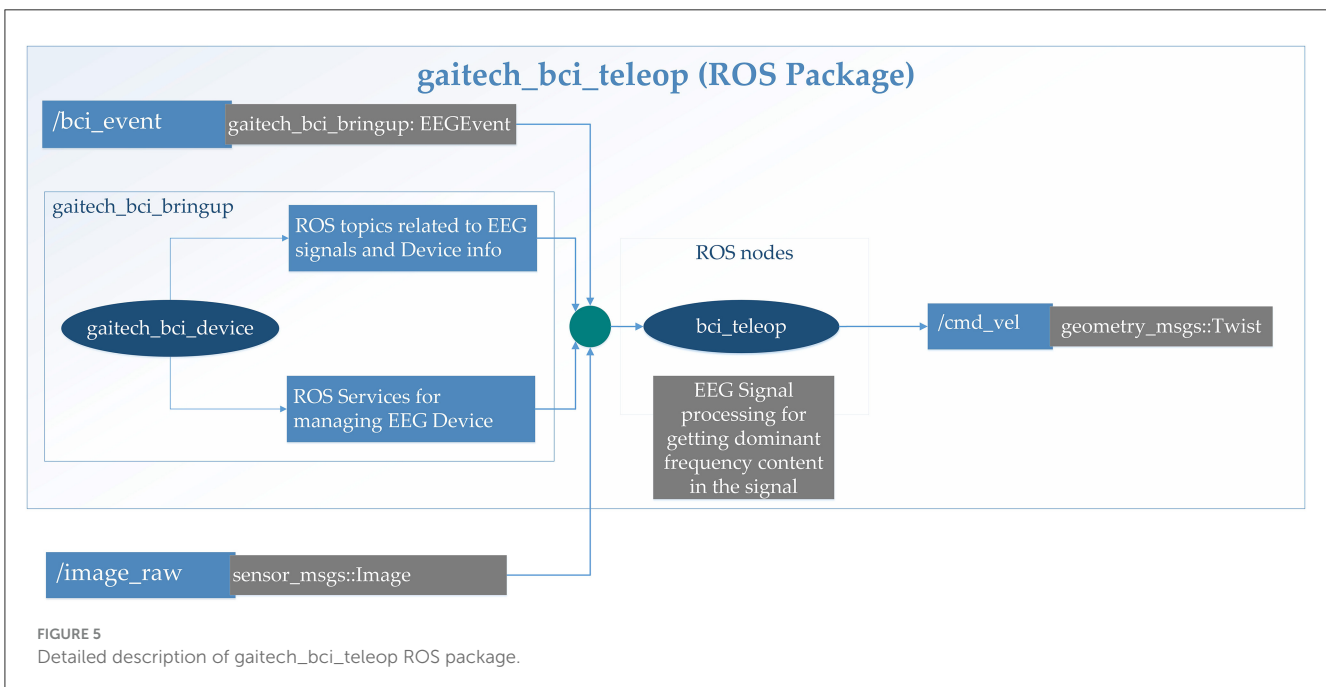 gaitech_bci_teleop (ROS Package)
/bci_event
gaitech_bci_bringup: EEGEvent
gaitech_bci_bringup
ROS topics related to EEG
signals and Device info
gaitech_bci_device
ROS Services for
managing EEG Device
ROS nodes
bci_teleop
EEG Signal
processing for
getting dominant
frequency content
in the signal
/cmd_vel
geometry_msgs::Twist
/image_raw
sensor_msgs::Image
FIGURE 5
Detailed description of gaitech_bci_teleop ROS package.